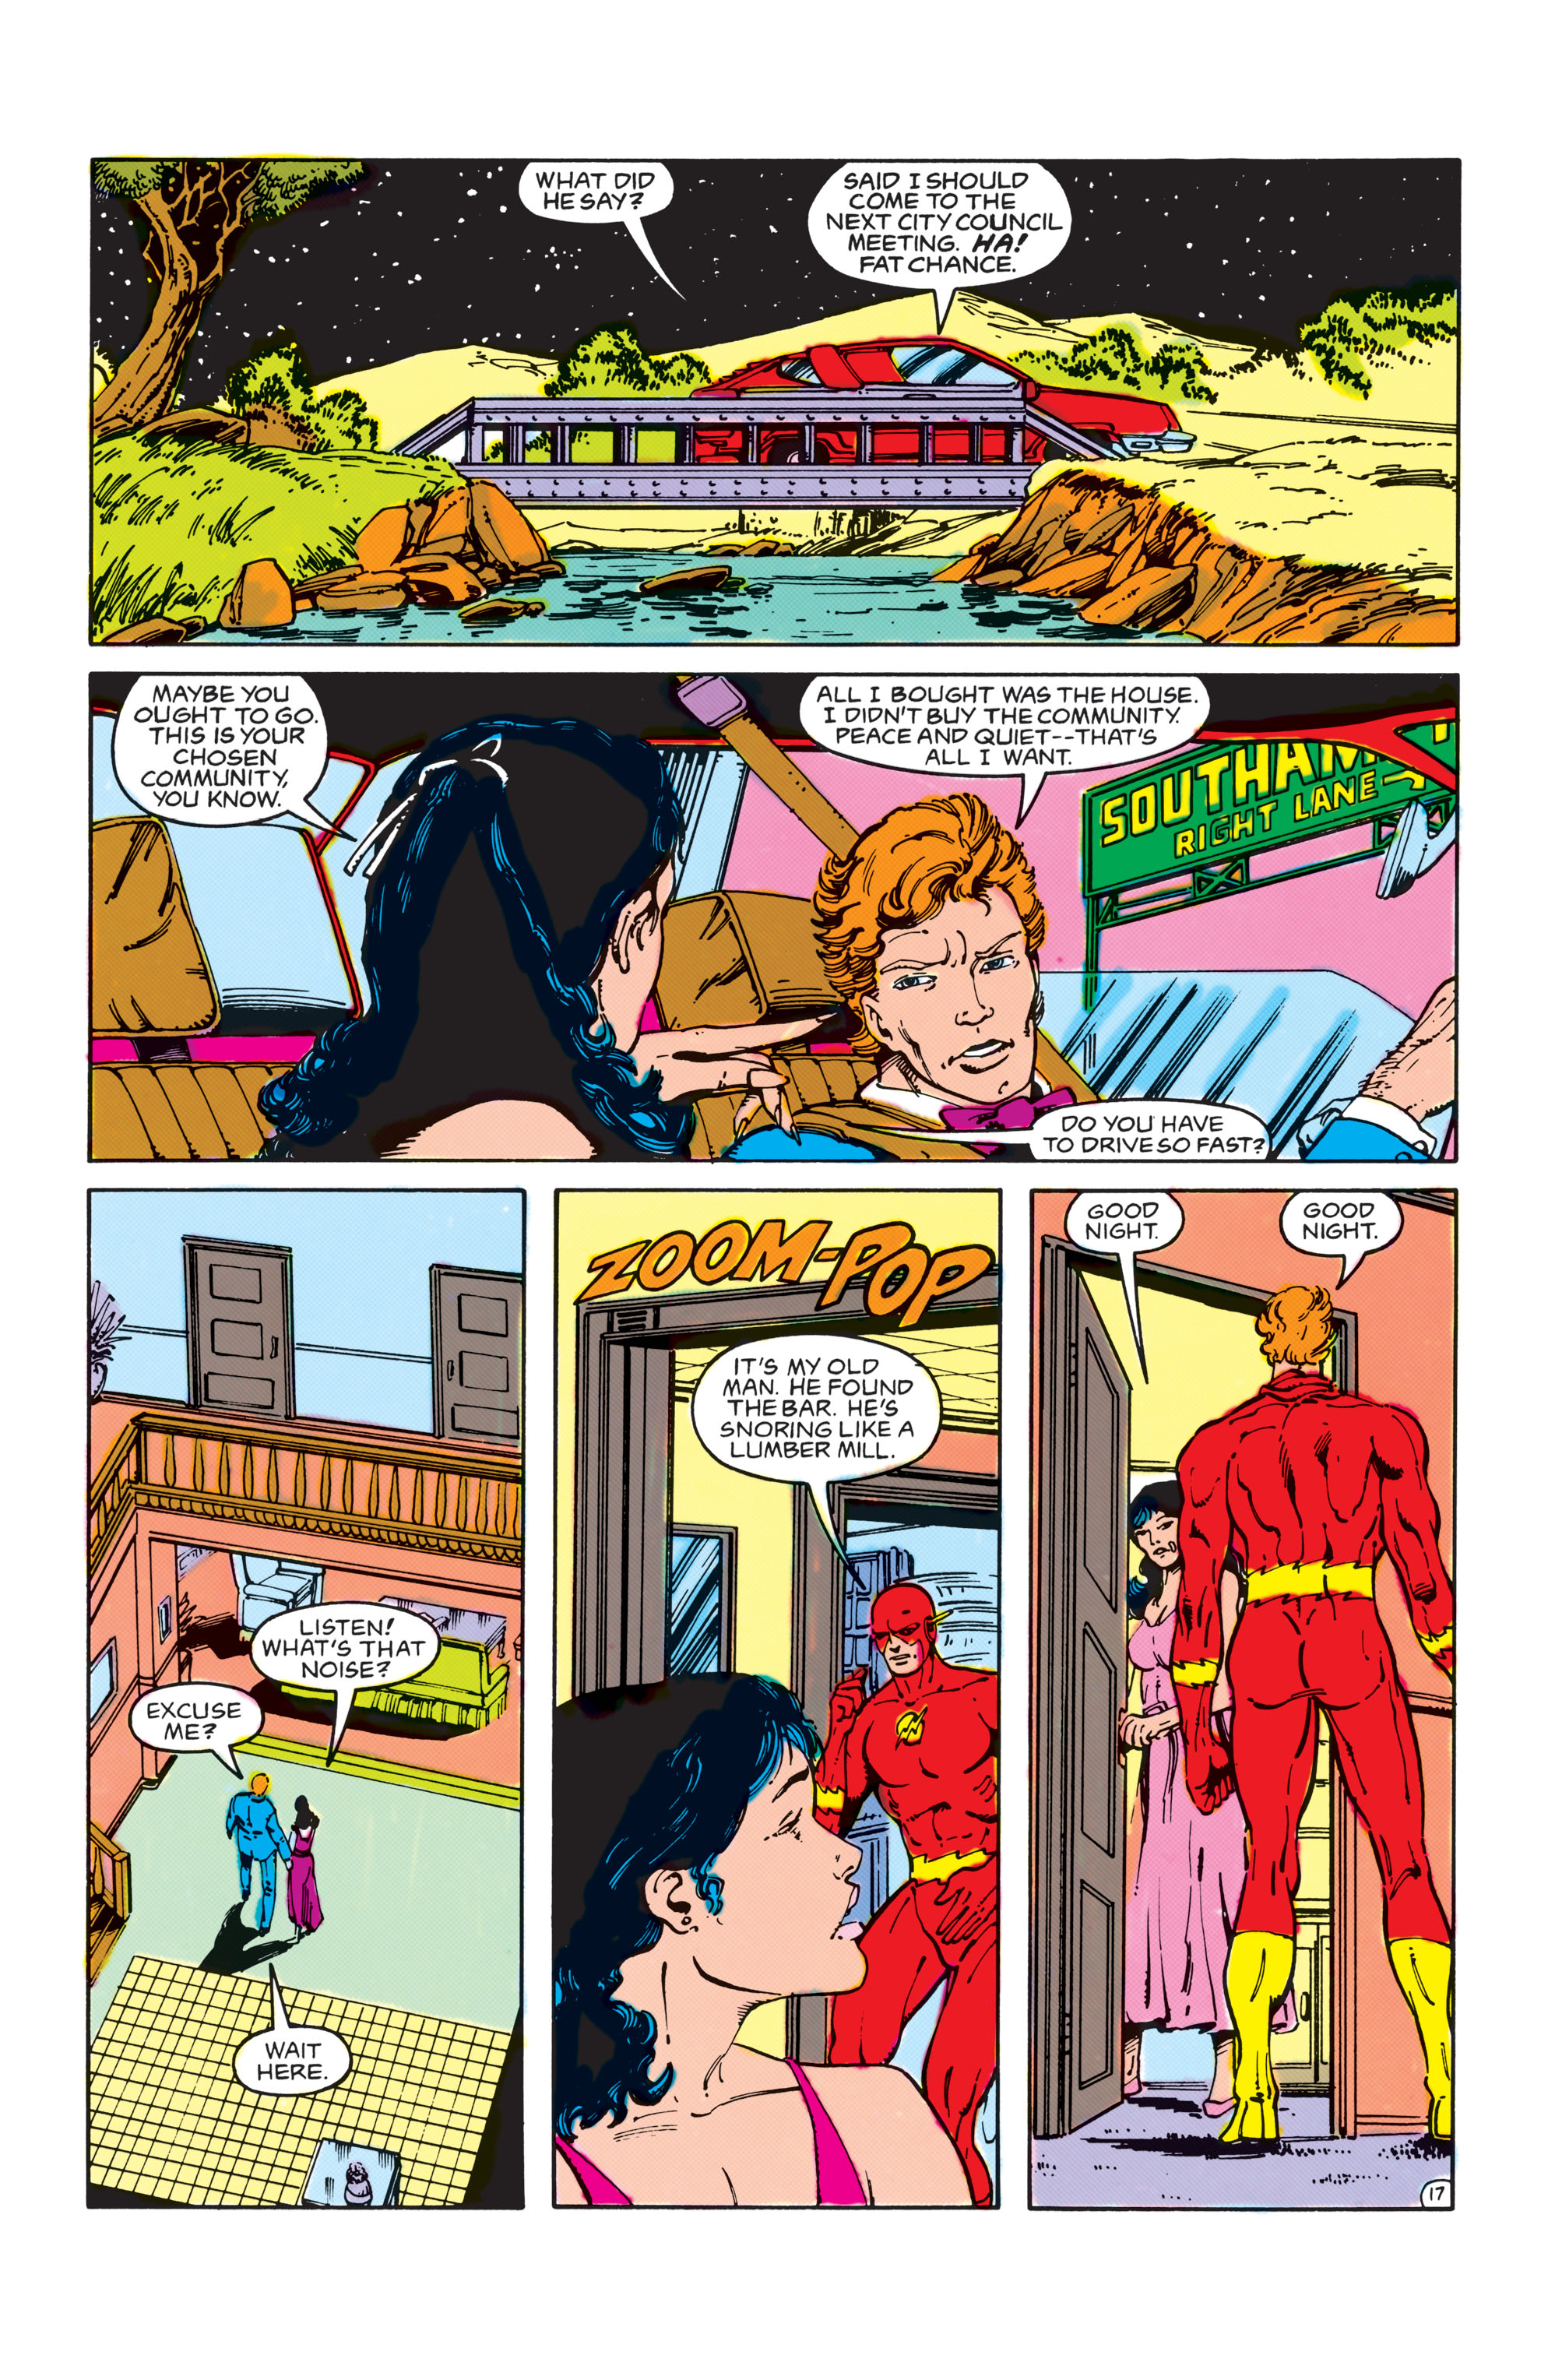 WHAT DID
HE SAY?
SAID I SHOULD
COME TO THE
NEXT CITY COUNCIL
MEETING. HA!
FAT CHANCE.
MAYBE YOU
OUGHT TO GO.
THIS IS YOUR
CHOSEN
COMMUNITY,
YOU KNOW.
ALL I BOUGHT WAS THE HOUSE.
I DIDN'T BUY THE COMMUNITY.
PEACE AND QUIET--THAT'S
ALL I WANT.
SOUTHAM
RIGHT LANE
DO YOU HAVE
TO DRIVE SO FAST?
LISTEN!
WHAT'S THAT
NOISE?
EXCUSE
ME?
WAIT
HERE.
ZOOM-POP
IT'S MY OLD
MAN. HE FOUND
THE BAR. HE'S
SNORING LIKE A
LUMBER MILL.
GOOD
NIGHT.
GOOD
NIGHT.
17